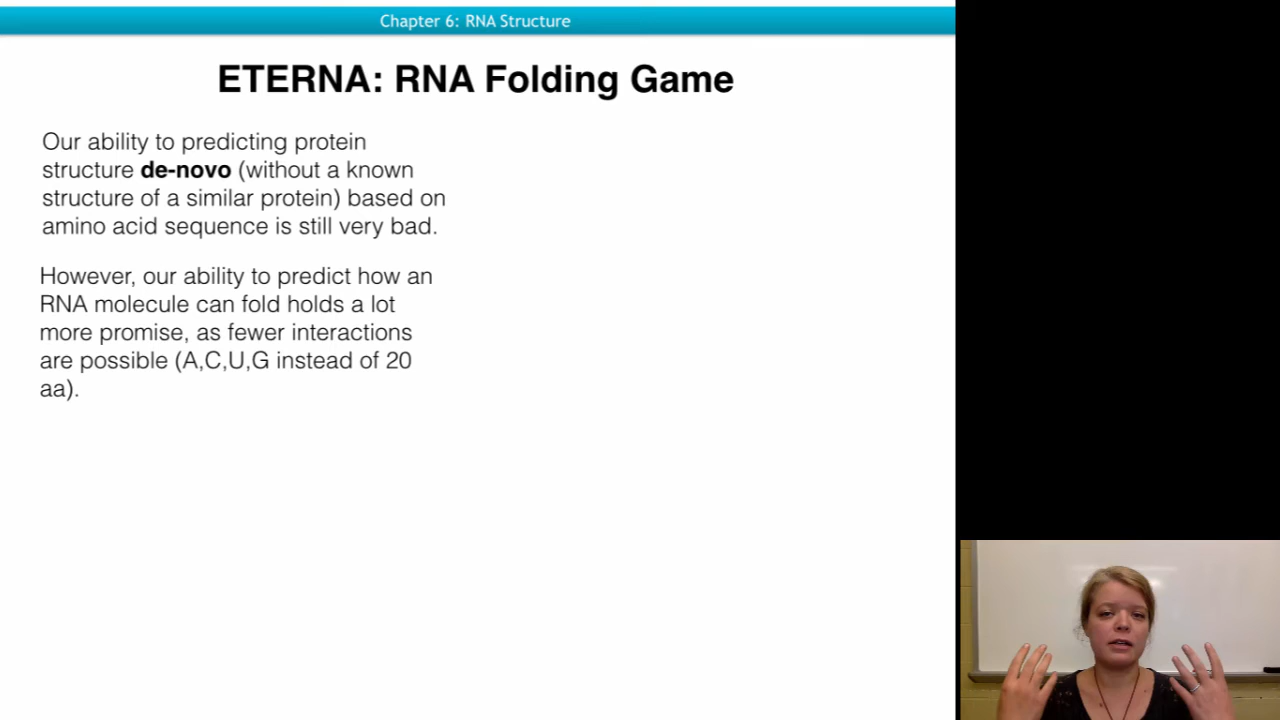 Chapter 6: RNA Structure
ETERNA: RNA Folding Game
Our ability to predicting protein
structure de-novo (without a known
structure of a similar protein) based on
amino acid sequence is still very bad.
However, our ability to predict how an
RNA molecule can fold holds a lot
more promise, as fewer interactions
are possible (A,C,U,G instead of 20
aa).